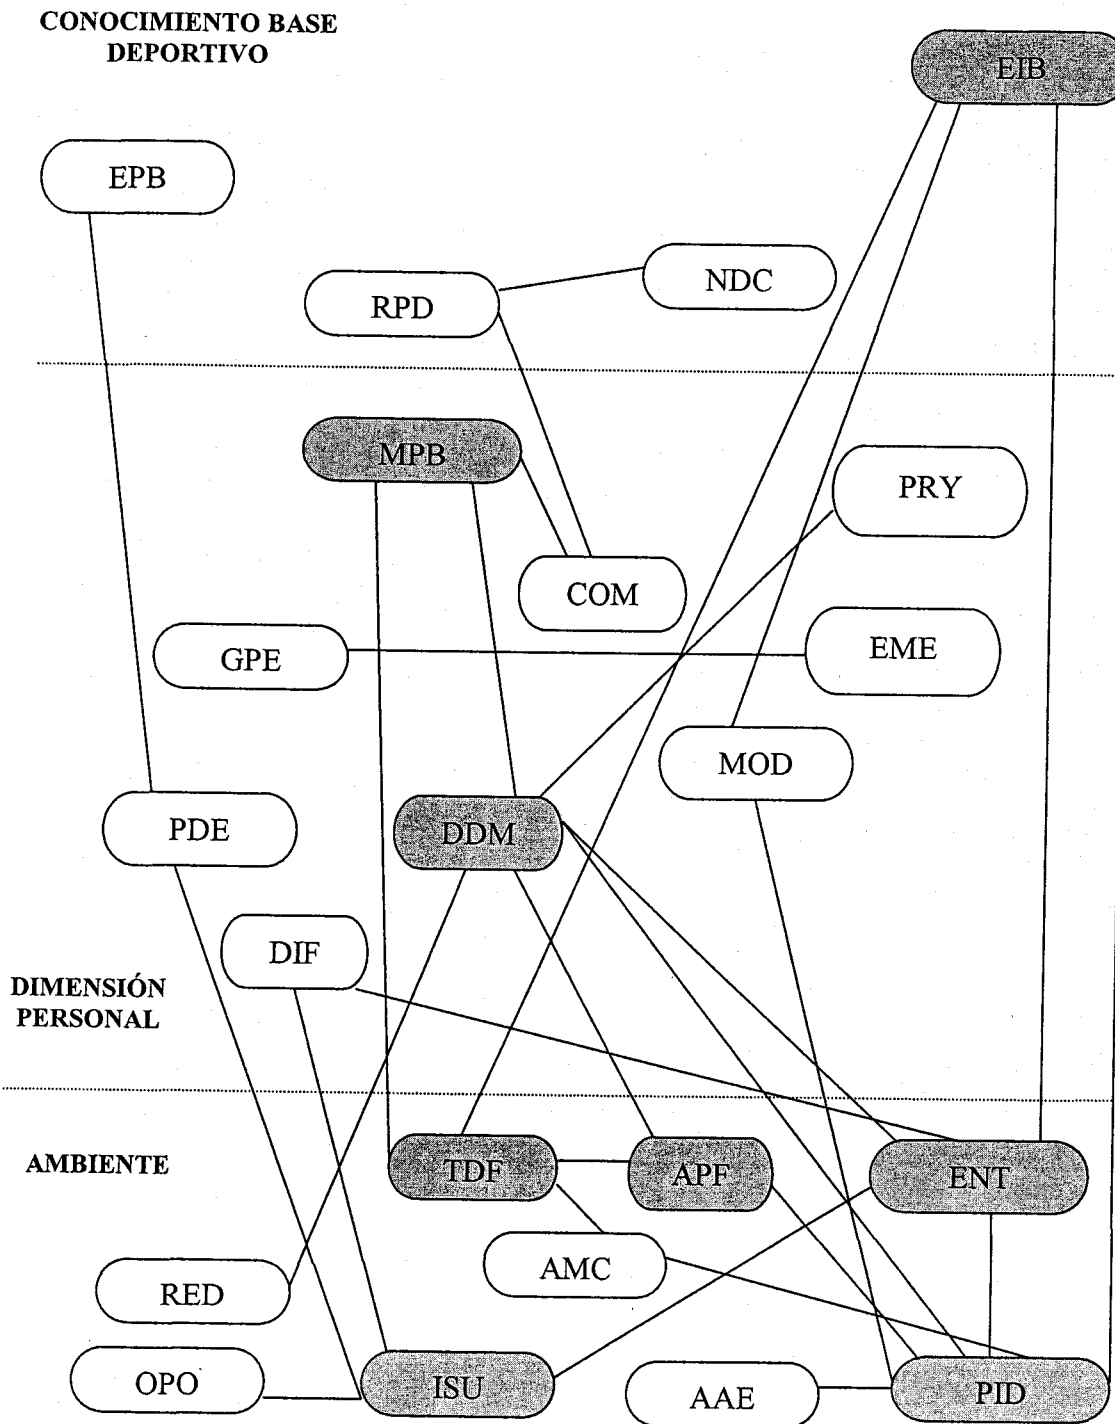 CONOCIMIENTO BASE
DEPORTIVO
EIB
EPB
NDC
RPD
MPB
PRY
COM
EME
GPE
MOD
PDE
DDM
DIF
DIMENSIÓN
PERSONAL
AMBIENTE
TDF
APF
ENT
AMC
RED
OPO
ISU
AAE
PID